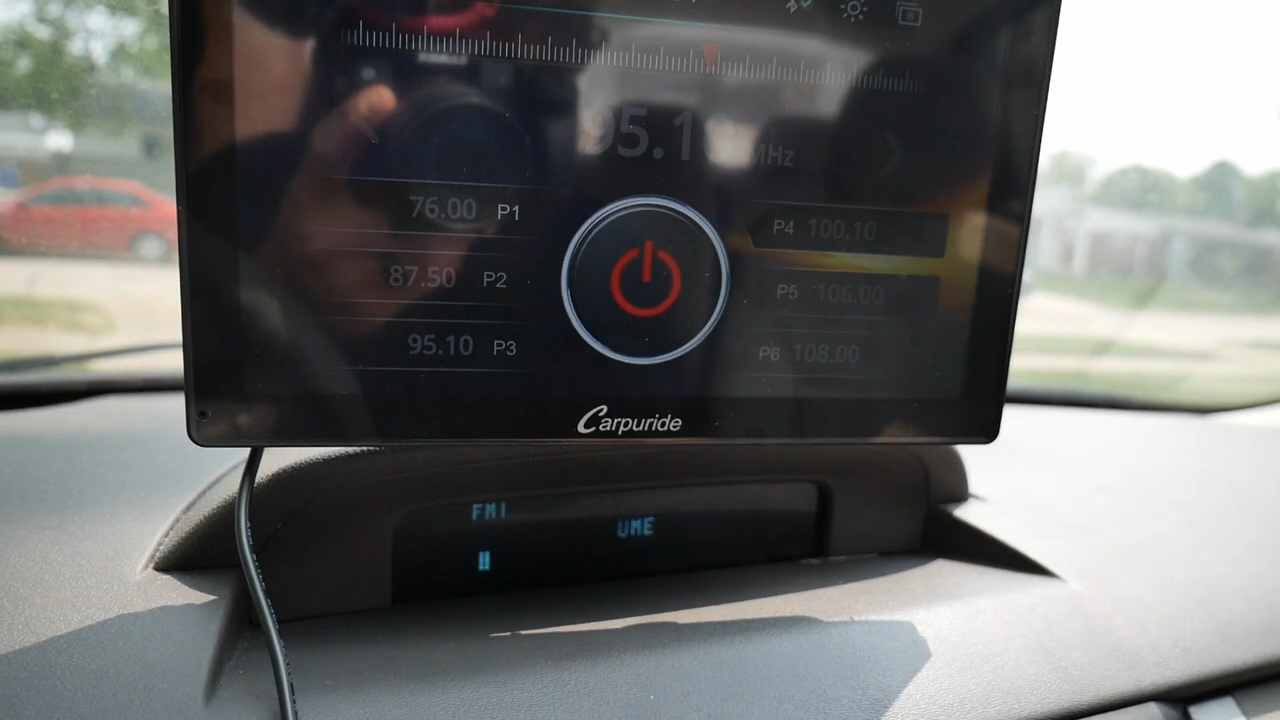 95.1 MHz
76.00 P1
P4 100.10
87.50 P2
P5 106.00
95.10 P3
P6 108.00
Carpuride
FM1
UME